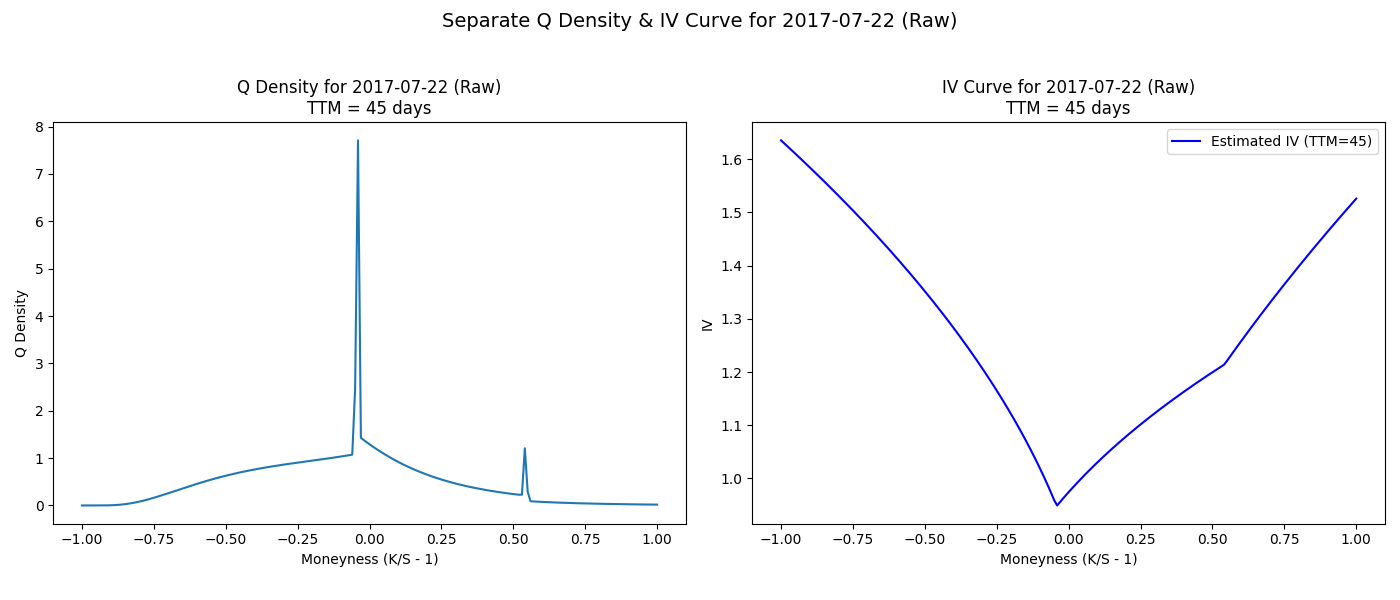 Separate Q Density & IV Curve for 2017-07-22 (Raw)
Q Density for 2017-07-22 (Raw)
TTM = 45 days
8
7
6
5
4
3
2
1
0
Q Density
−1.00 −0.75 −0.50 −0.25 0.00 0.25 0.50 0.75 1.00
Moneyness (K/S - 1)
IV Curve for 2017-07-22 (Raw)
TTM = 45 days
Estimated IV (TTM=45)
1.6
1.5
1.4
1.3
1.2
1.1
1.0
IV
−1.00 −0.75 −0.50 −0.25 0.00 0.25 0.50 0.75 1.00
Moneyness (K/S - 1)